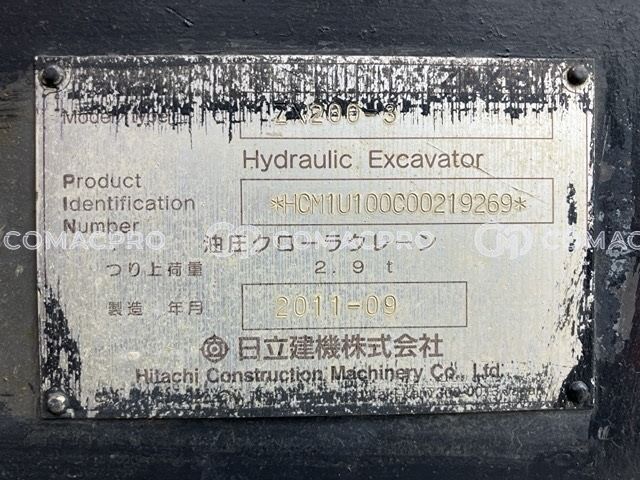 Model/Type
ZX200-3
Hydraulic Excavator
Product
Identification
Number
*HCM1U100C00219269*
油圧クローラクレーン
つり上荷重 2.9 t
製造 年月 2011-09
日立建機株式会社
Hitachi Construction Machinery Co., Ltd.
COMACPRO
COMACPRO